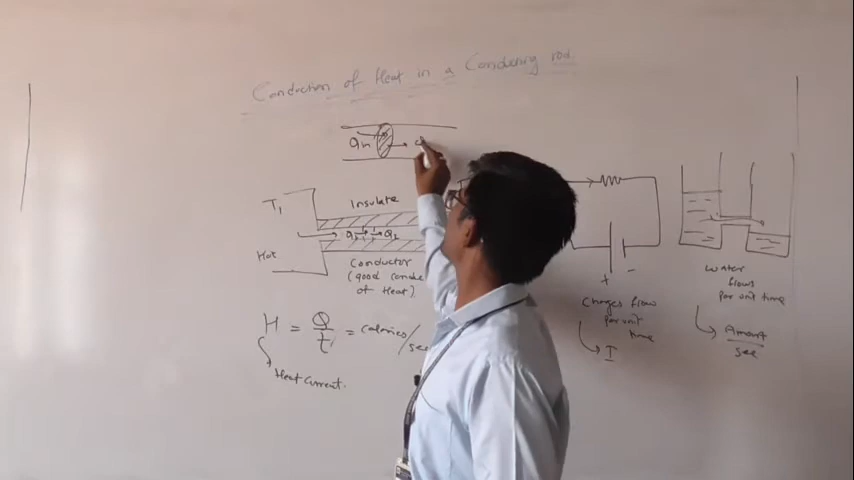 Conduction of Heat in a Conducting rod.
Qin
T1
Insulate
Q1 Q2
Hot
Conductor
(good
of Heat)
H = Q/t = calories/sec
Heat current.
+ -
Charges flow
per unit
time
I
Water
flows
per unit time
Amount
sec